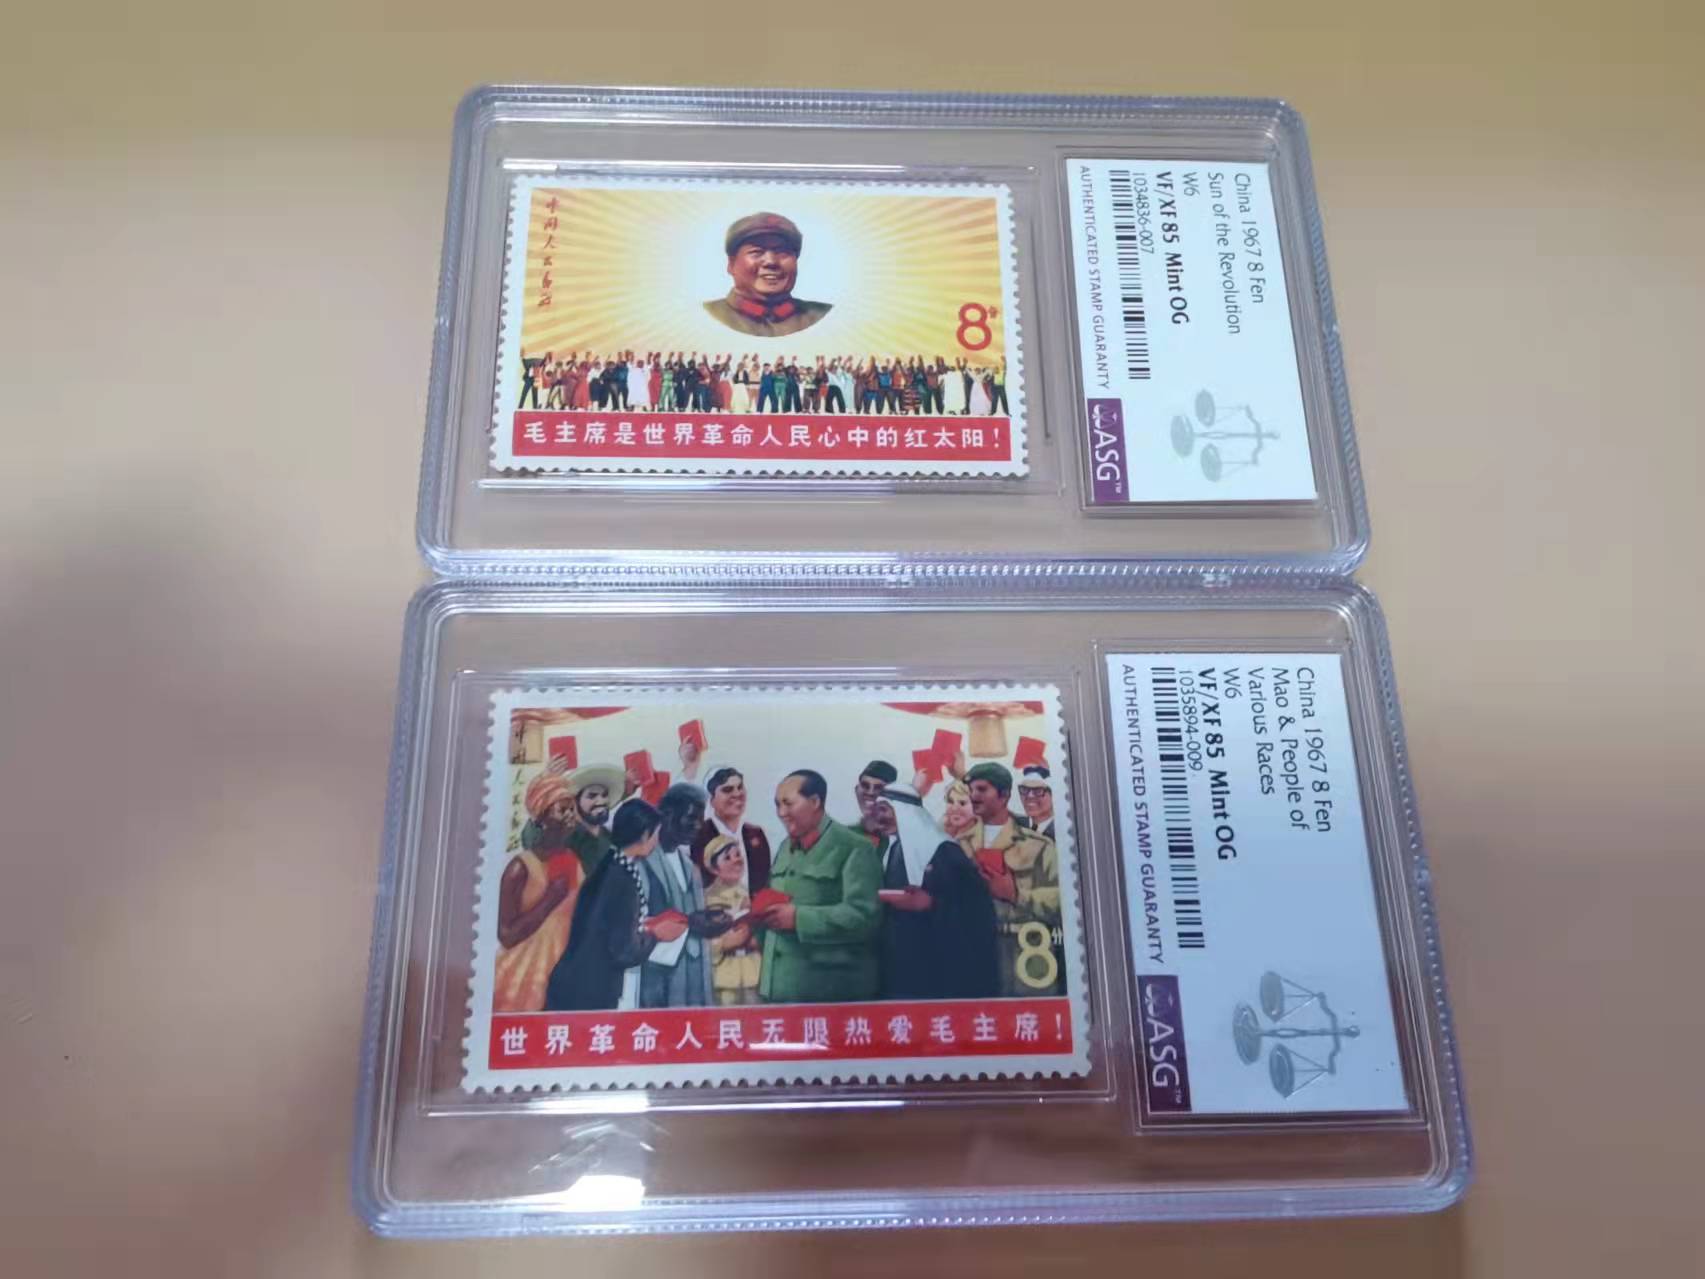 中国人民邮政
8分
毛主席是世界革命人民心中的红太阳！
China 1967 8 Fen
Sun of the Revolution
W6
VF/XF 85 Mint OG
1034836-007
AUTHENTICATED STAMP GUARANTY
ASG™
中国人民邮政
8分
世界革命人民无限热爱毛主席！
China 1967 8 Fen
Mao & People of
Various Races
W6
VF/XF 85 Mint OG
1035894-009
AUTHENTICATED STAMP GUARANTY
ASG™